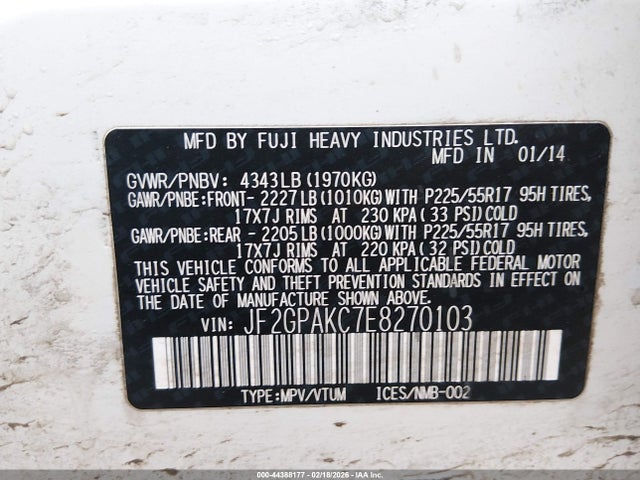 MFD BY FUJI HEAVY INDUSTRIES LTD.
MFD IN 01/14
GVWR/PNBV: 4343LB (1970KG)
GAWR/PNBE:FRONT- 2227LB (1010KG)WITH P225/55R17 95H TIRES,
17X7J RIMS AT 230 KPA (33 PSI)COLD
GAWR/PNBE:REAR - 2205LB (1000KG)WITH P225/55R17 95H TIRES,
17X7J RIMS AT 220 KPA (32 PSI)COLD
THIS VEHICLE CONFORMS TO ALL APPLICABLE FEDERAL MOTOR
VEHICLE SAFETY AND THEFT PREVENTION STANDARDS IN EFFECT
ON THE DATE OF MANUFACTURE SHOWN ABOVE.
VIN: JF2GPAKC7E8270103
TYPE:MPV/VTUM ICES/NMB-002
000-44388177 - 02/18/2026 - IAAI.com